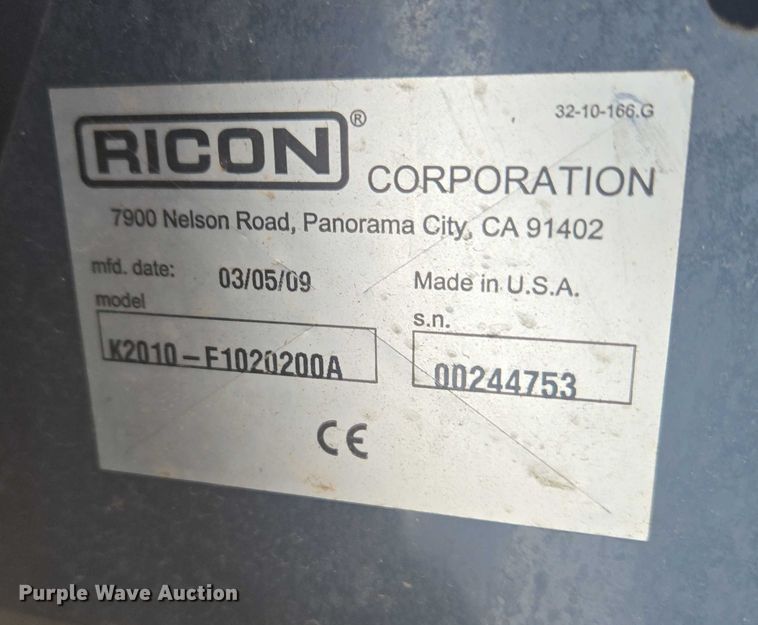 32-10-166.G
RICON®
CORPORATION
7900 Nelson Road, Panorama City, CA 91402
mfd. date: 03/05/09 Made in U.S.A.
model s.n.
K2010-F1020200A 00244753
CE
Purple Wave Auction